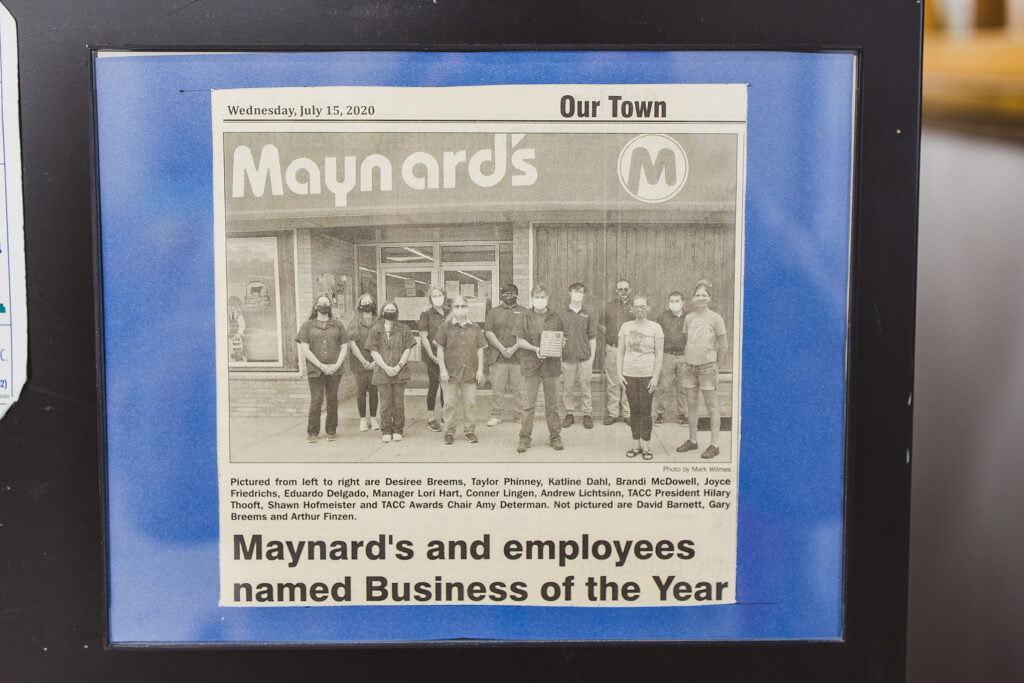 Wednesday, July 15, 2020
Our Town
Maynard's
M
Photo by Mark Wilmes
Pictured from left to right are Desiree Breems, Taylor Phinney, Katline Dahl, Brandi McDowell, Joyce
Friedrichs, Eduardo Delgado, Manager Lori Hart, Conner Lingen, Andrew Lichtsinn, TACC President Hilary
Thooft, Shawn Hofmeister and TACC Awards Chair Amy Determan. Not pictured are David Barnett, Gary
Breems and Arthur Finzen.
Maynard's and employees
named Business of the Year
C.